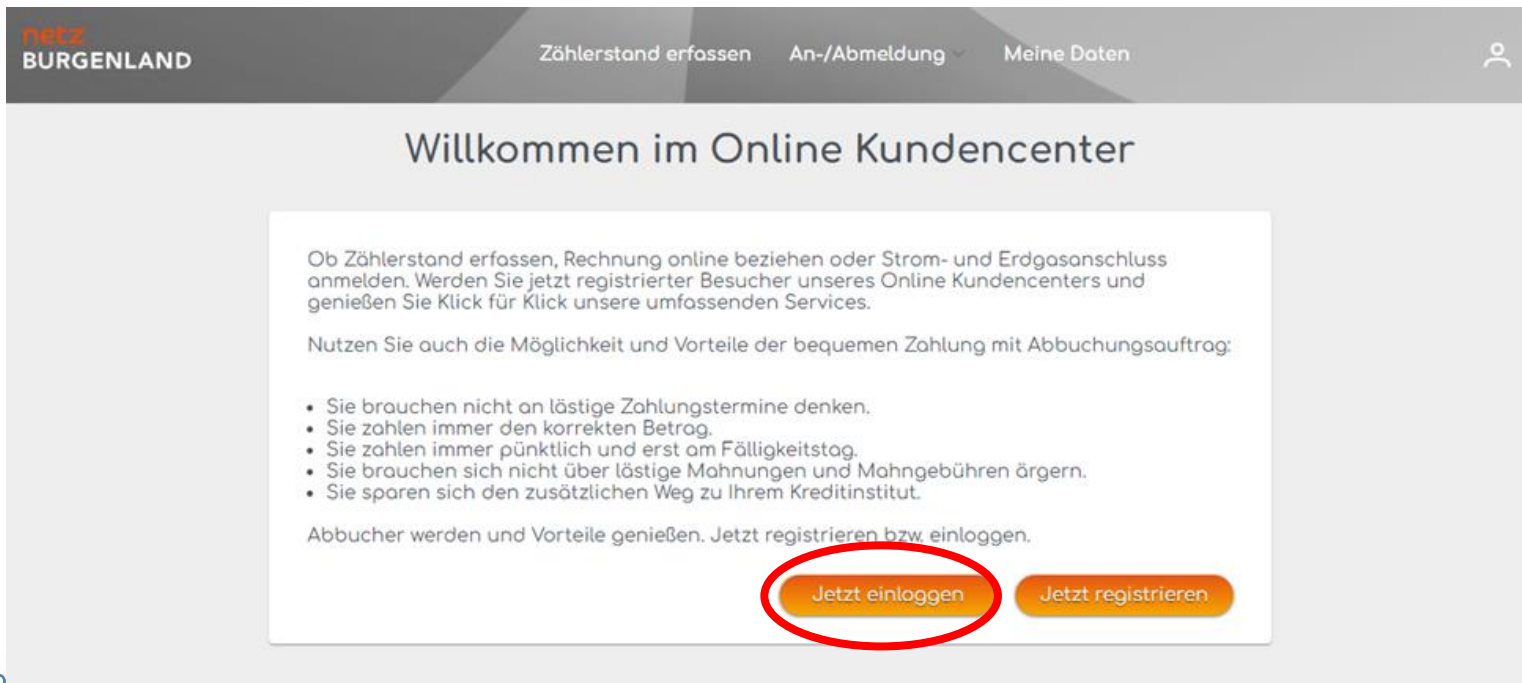 netz
BURGENLAND
Zählerstand erfassen An-/Abmeldung Meine Daten
Willkommen im Online Kundencenter
Ob Zählerstand erfassen, Rechnung online beziehen oder Strom- und Erdgasanschluss
anmelden. Werden Sie jetzt registrierter Besucher unseres Online Kundencenters und
genießen Sie Klick für Klick unsere umfassenden Services.
Nutzen Sie auch die Möglichkeit und Vorteile der bequemen Zahlung mit Abbuchungsauftrag:
• Sie brauchen nicht an lästige Zahlungstermine denken.
• Sie zahlen immer den korrekten Betrag.
• Sie zahlen immer pünktlich und erst am Fälligkeitstag.
• Sie brauchen sich nicht über lästige Mahnungen und Mahngebühren ärgern.
• Sie sparen sich den zusätzlichen Weg zu Ihrem Kreditinstitut.
Abbucher werden und Vorteile genießen. Jetzt registrieren bzw. einloggen.
Jetzt einloggen Jetzt registrieren